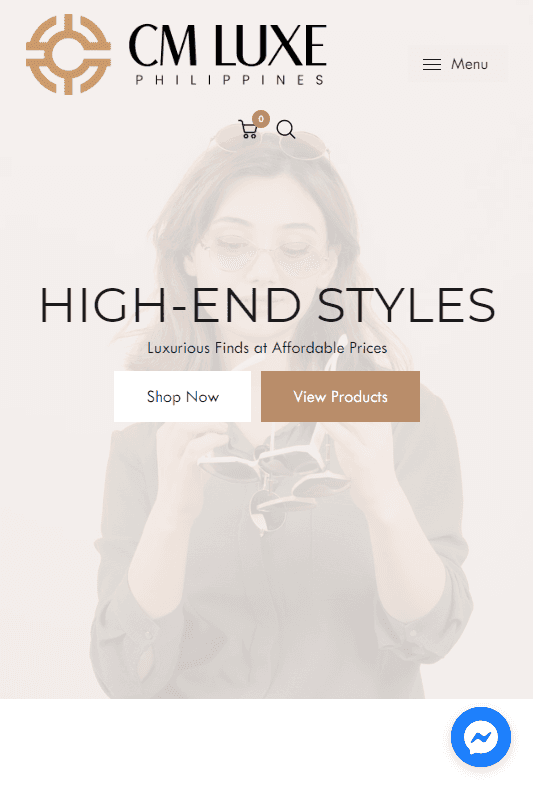 CM LUXE
PHILIPPINES
Menu
0
HIGH-END STYLES
Luxurious Finds at Affordable Prices
Shop Now
View Products